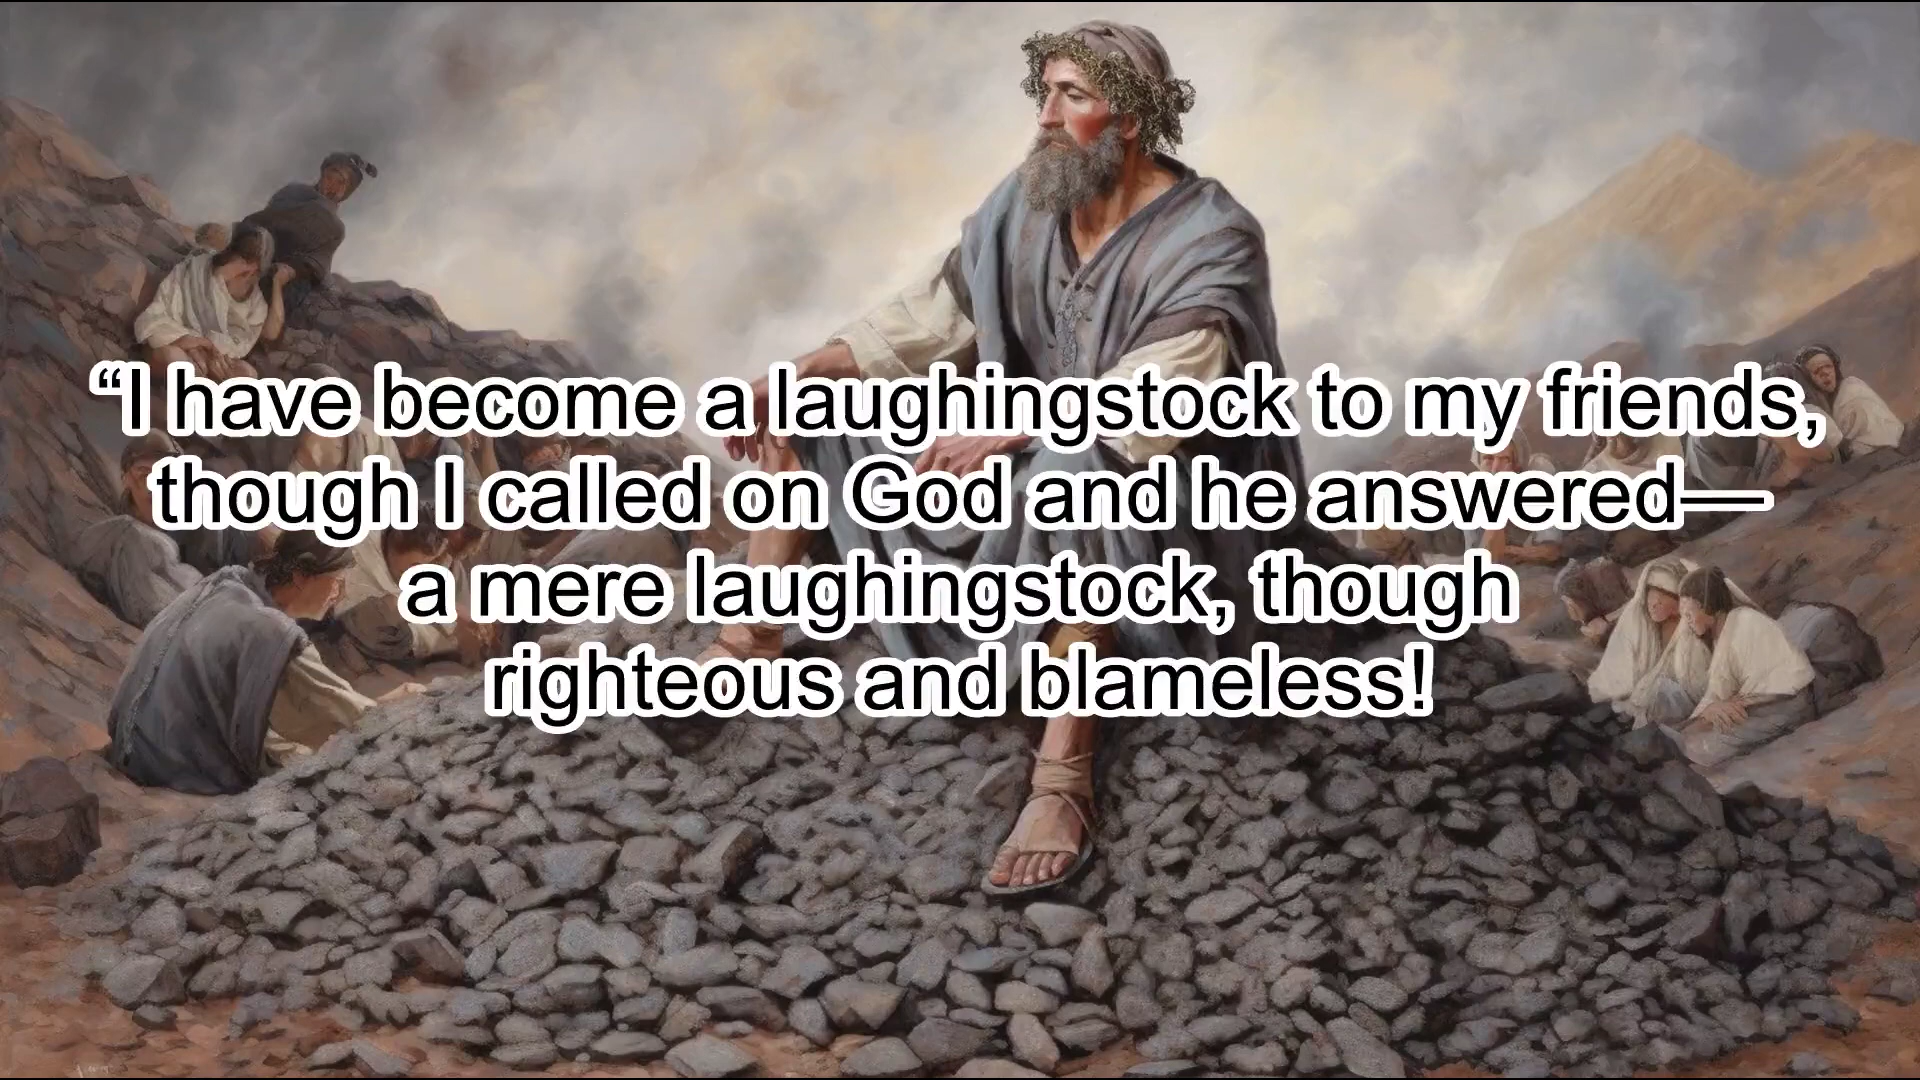 “I have become a laughingstock to my friends,
though I called on God and he answered—
a mere laughingstock, though
righteous and blameless!